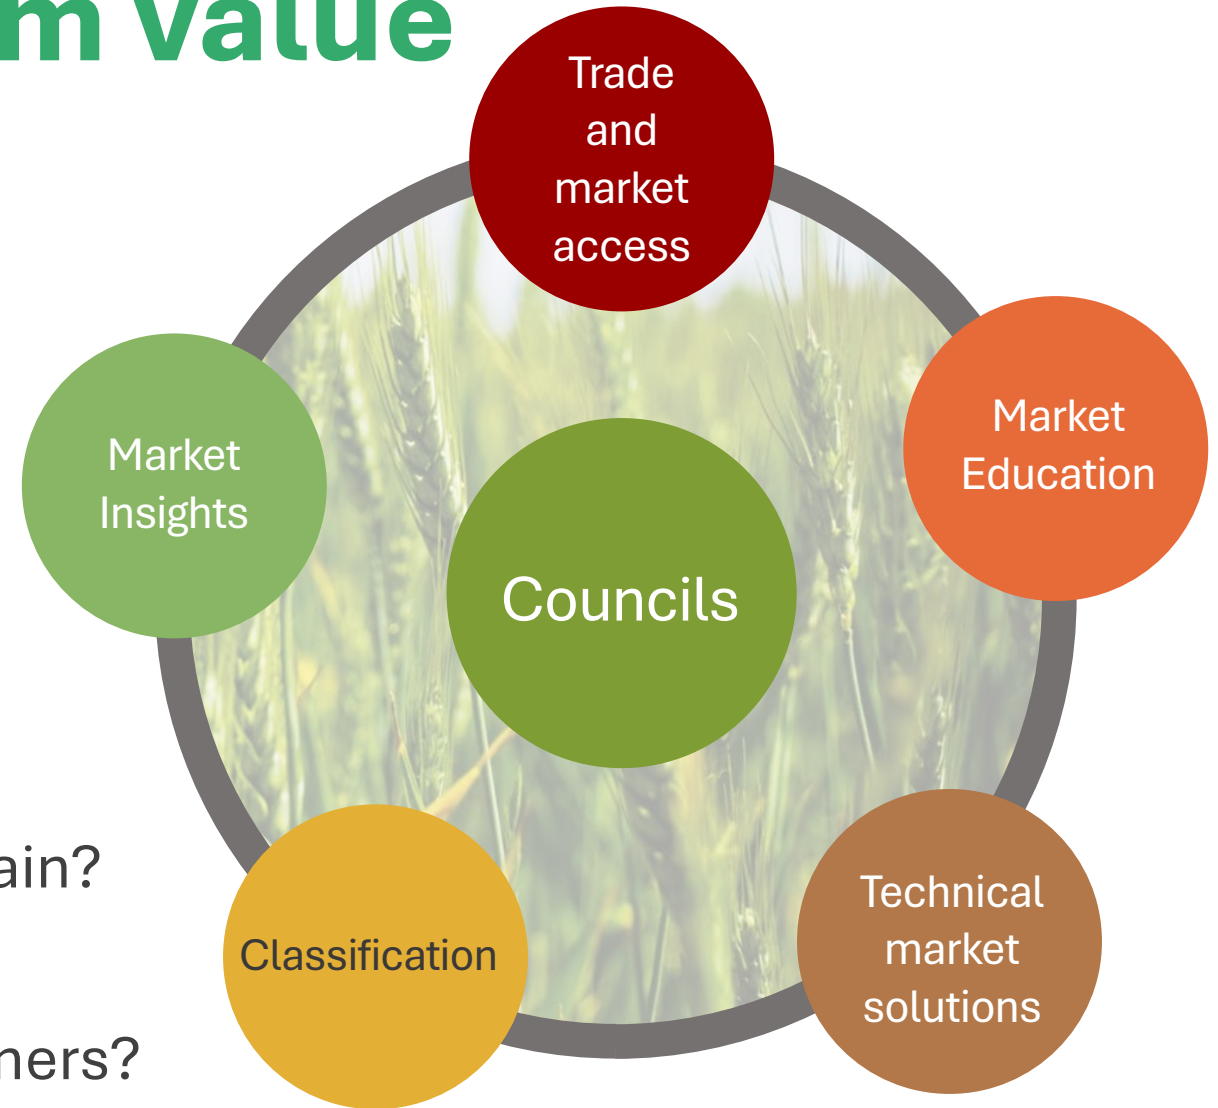 m value
Trade
and
market
access
Market
Education
Market
Insights
Councils
ain?
Technical
market
solutions
Classification
ners?